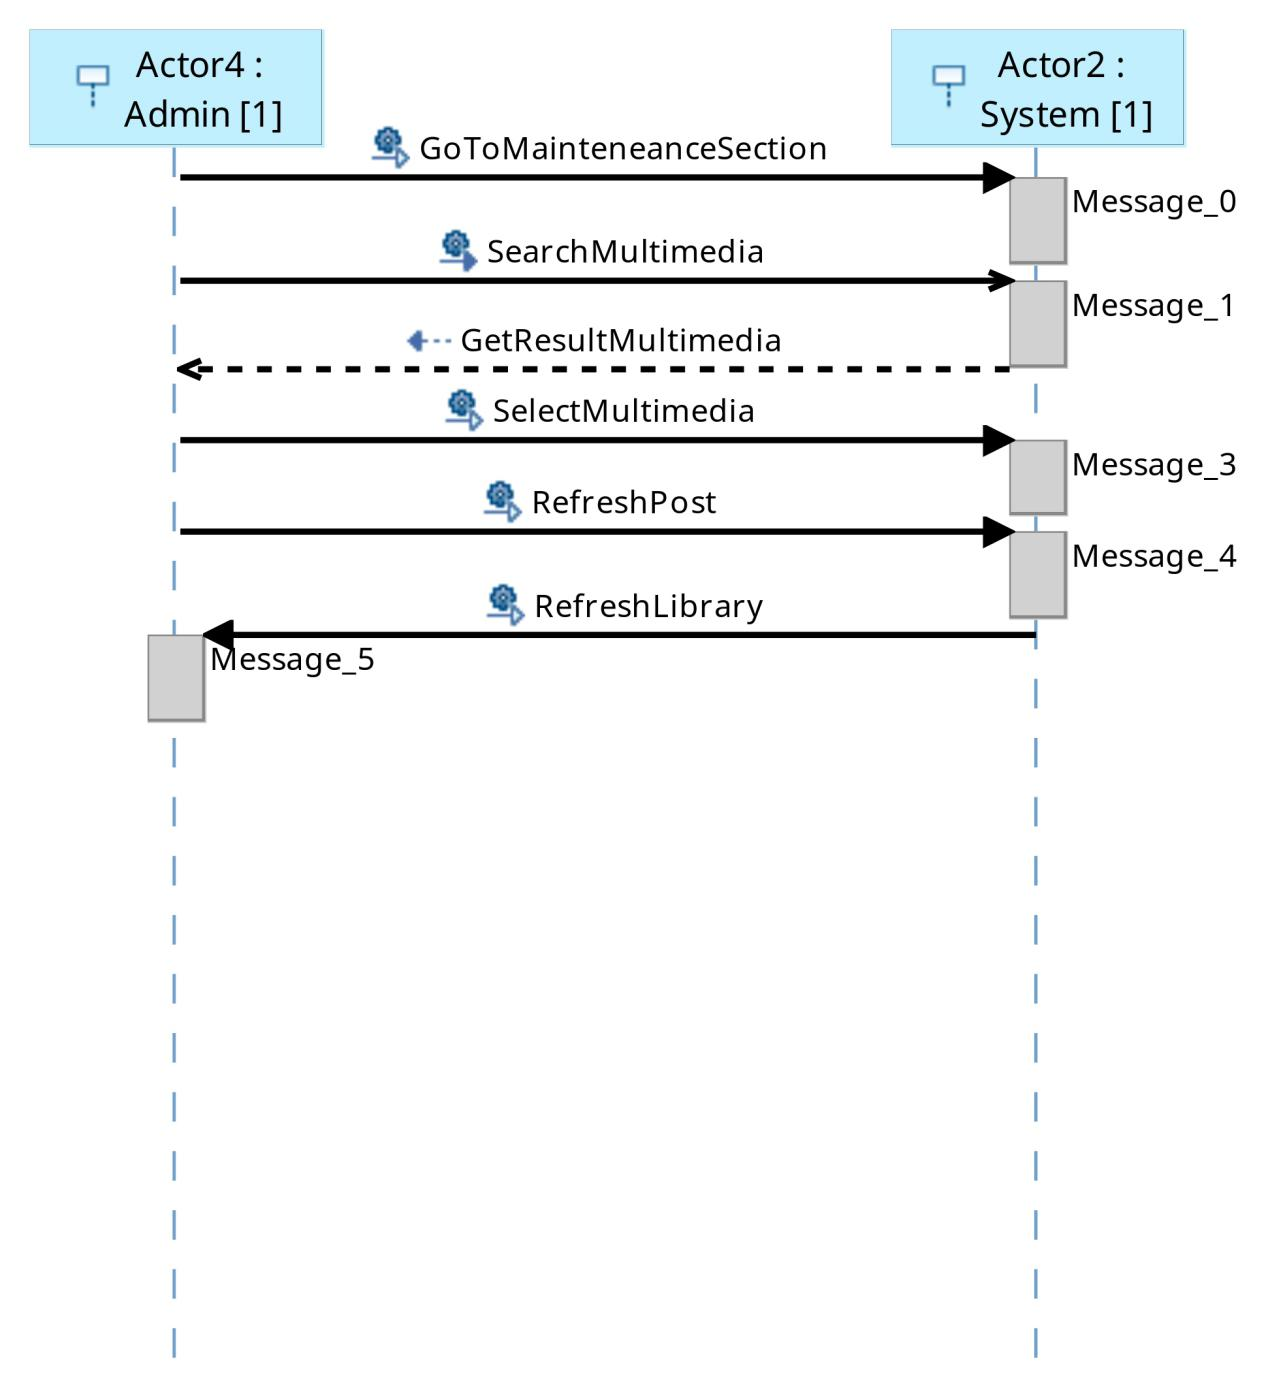 Actor4 :
Admin [1]
Actor2 :
System [1]
GoToMainteneanceSection
Message_0
SearchMultimedia
Message_1
GetResultMultimedia
SelectMultimedia
Message_3
RefreshPost
Message_4
RefreshLibrary
Message_5